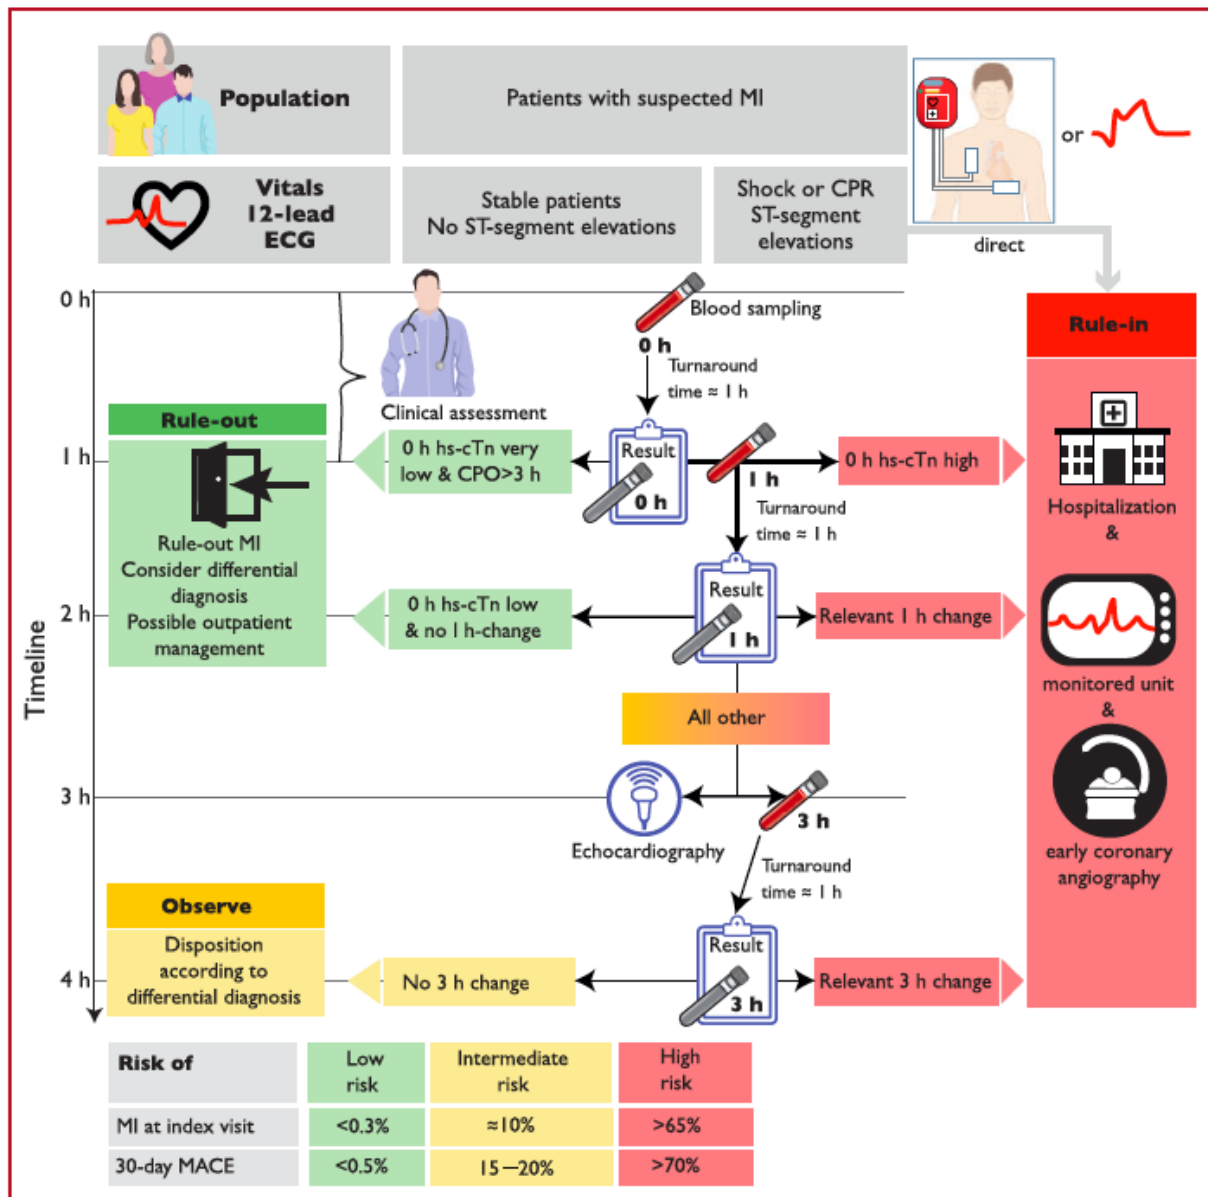 Population
Patients with suspected MI
or
Vitals
12-lead
ECG
Stable patients
No ST-segment elevations
Shock or CPR
ST-segment
elevations
direct
Timeline
0 h
Blood sampling
0 h
Turnaround
time ≈ 1 h
Clinical assessment
Rule-in
Rule-out
1 h
0 h hs-cTn very
low & CPO>3 h
Result
0 h
1 h
0 h hs-cTn high
Turnaround
time ≈ 1 h
Hospitalization
&
Rule-out MI
Consider differential
diagnosis
Possible outpatient
management
2 h
0 h hs-cTn low
& no 1 h-change
Result
1 h
Relevant 1 h change
monitored unit
&
All other
3 h
Echocardiography
3 h
Turnaround
time ≈ 1 h
early coronary
angiography
Observe
Disposition
according to
differential diagnosis
4 h
No 3 h change
Result
3 h
Relevant 3 h change
Risk of
Low
risk
Intermediate
risk
High
risk
MI at index visit
<0.3%
≈10%
>65%
30-day MACE
<0.5%
15—20%
>70%